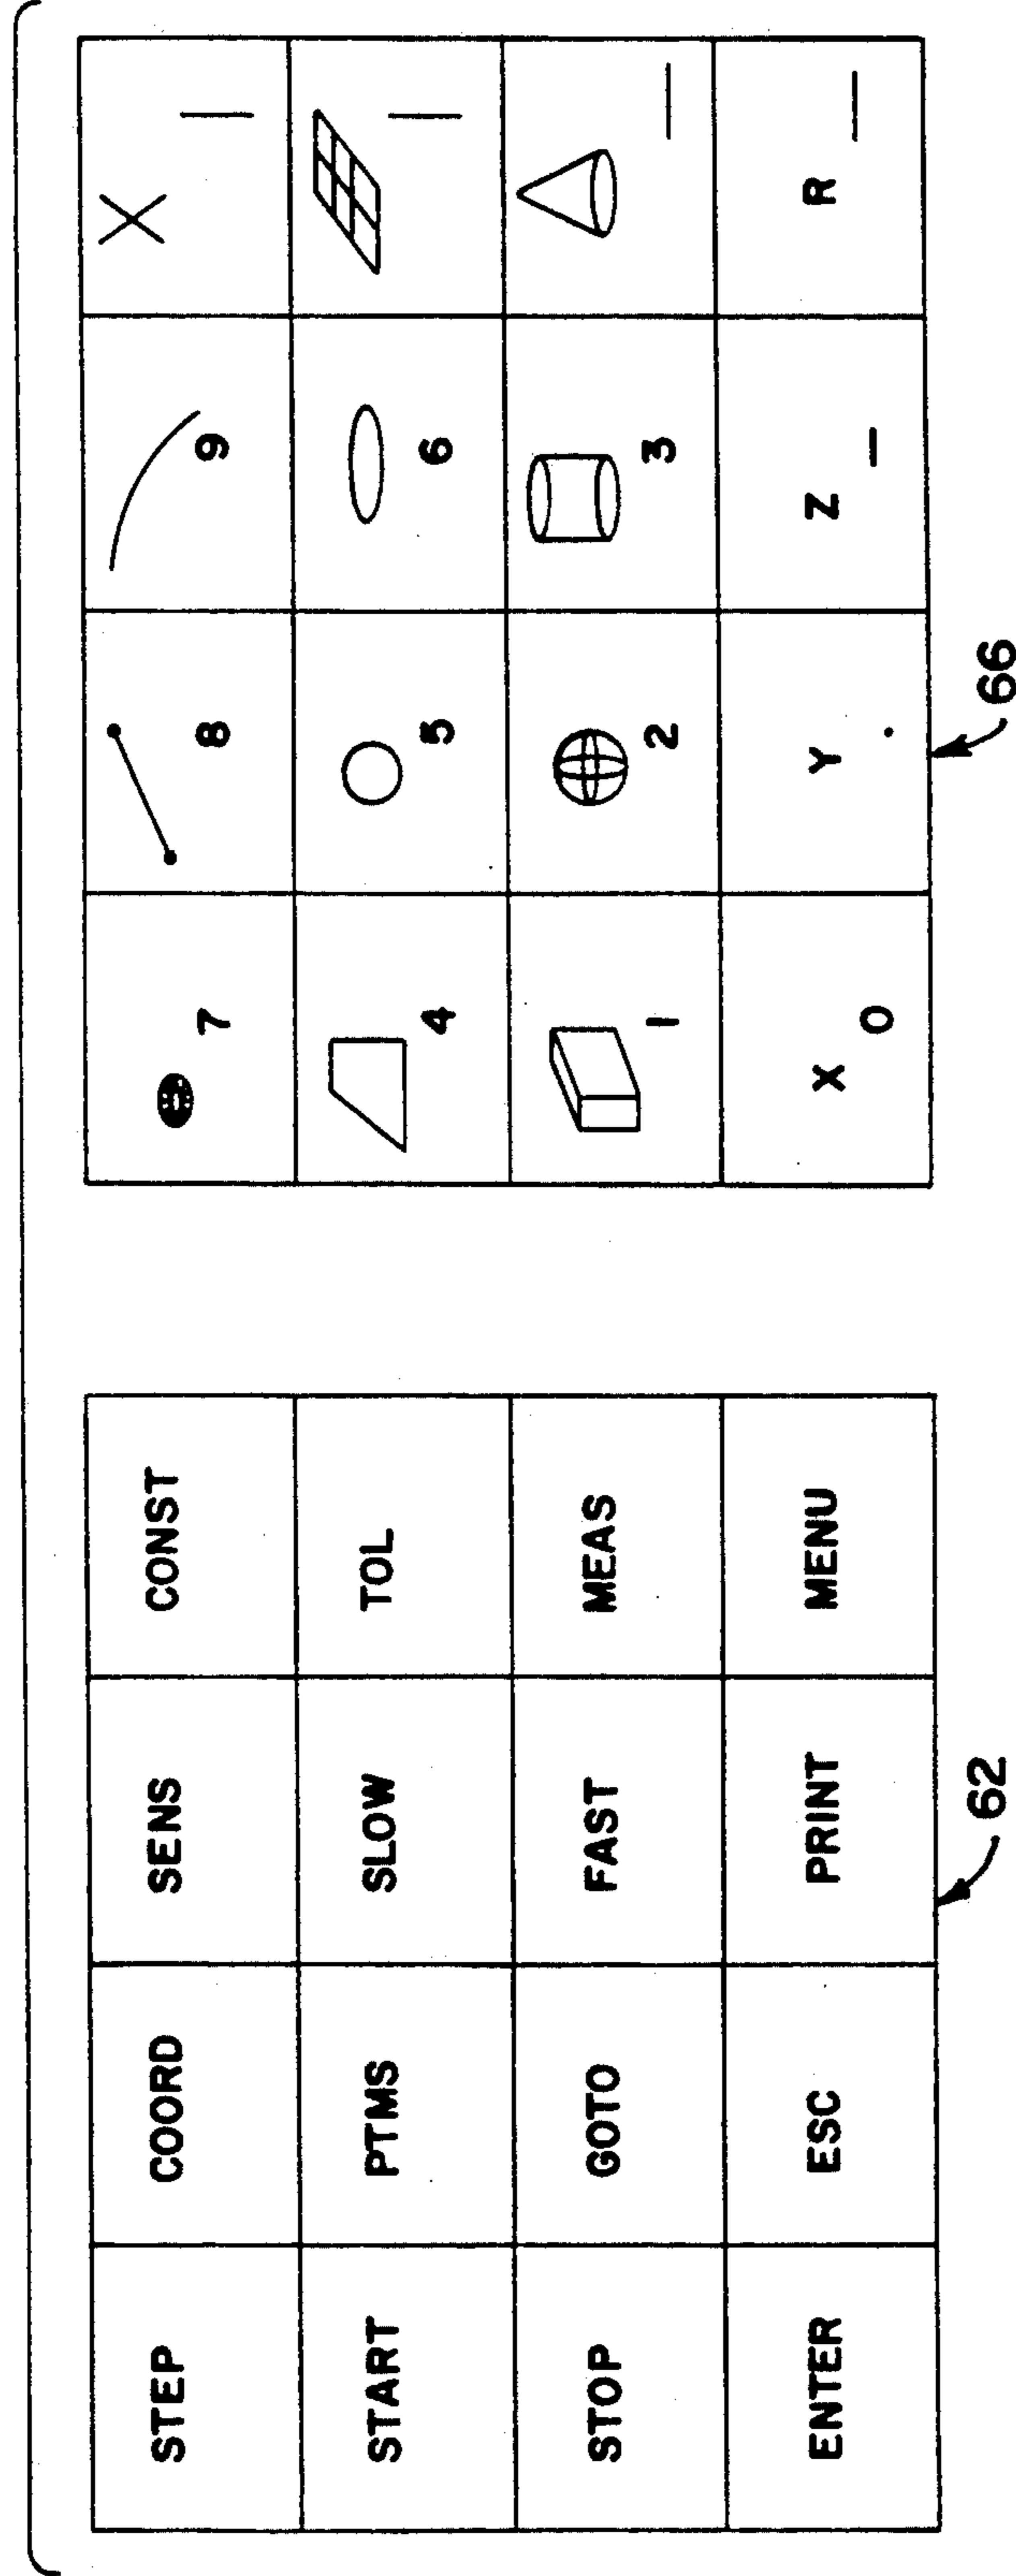 STEP COORD SENS CONST
START PTMS SLOW TOL
STOP GOTO FAST MEAS
ENTER ESC PRINT MENU
62
7 8 9
4 5 6
1 2 3
X Y Z R
0 . –
66